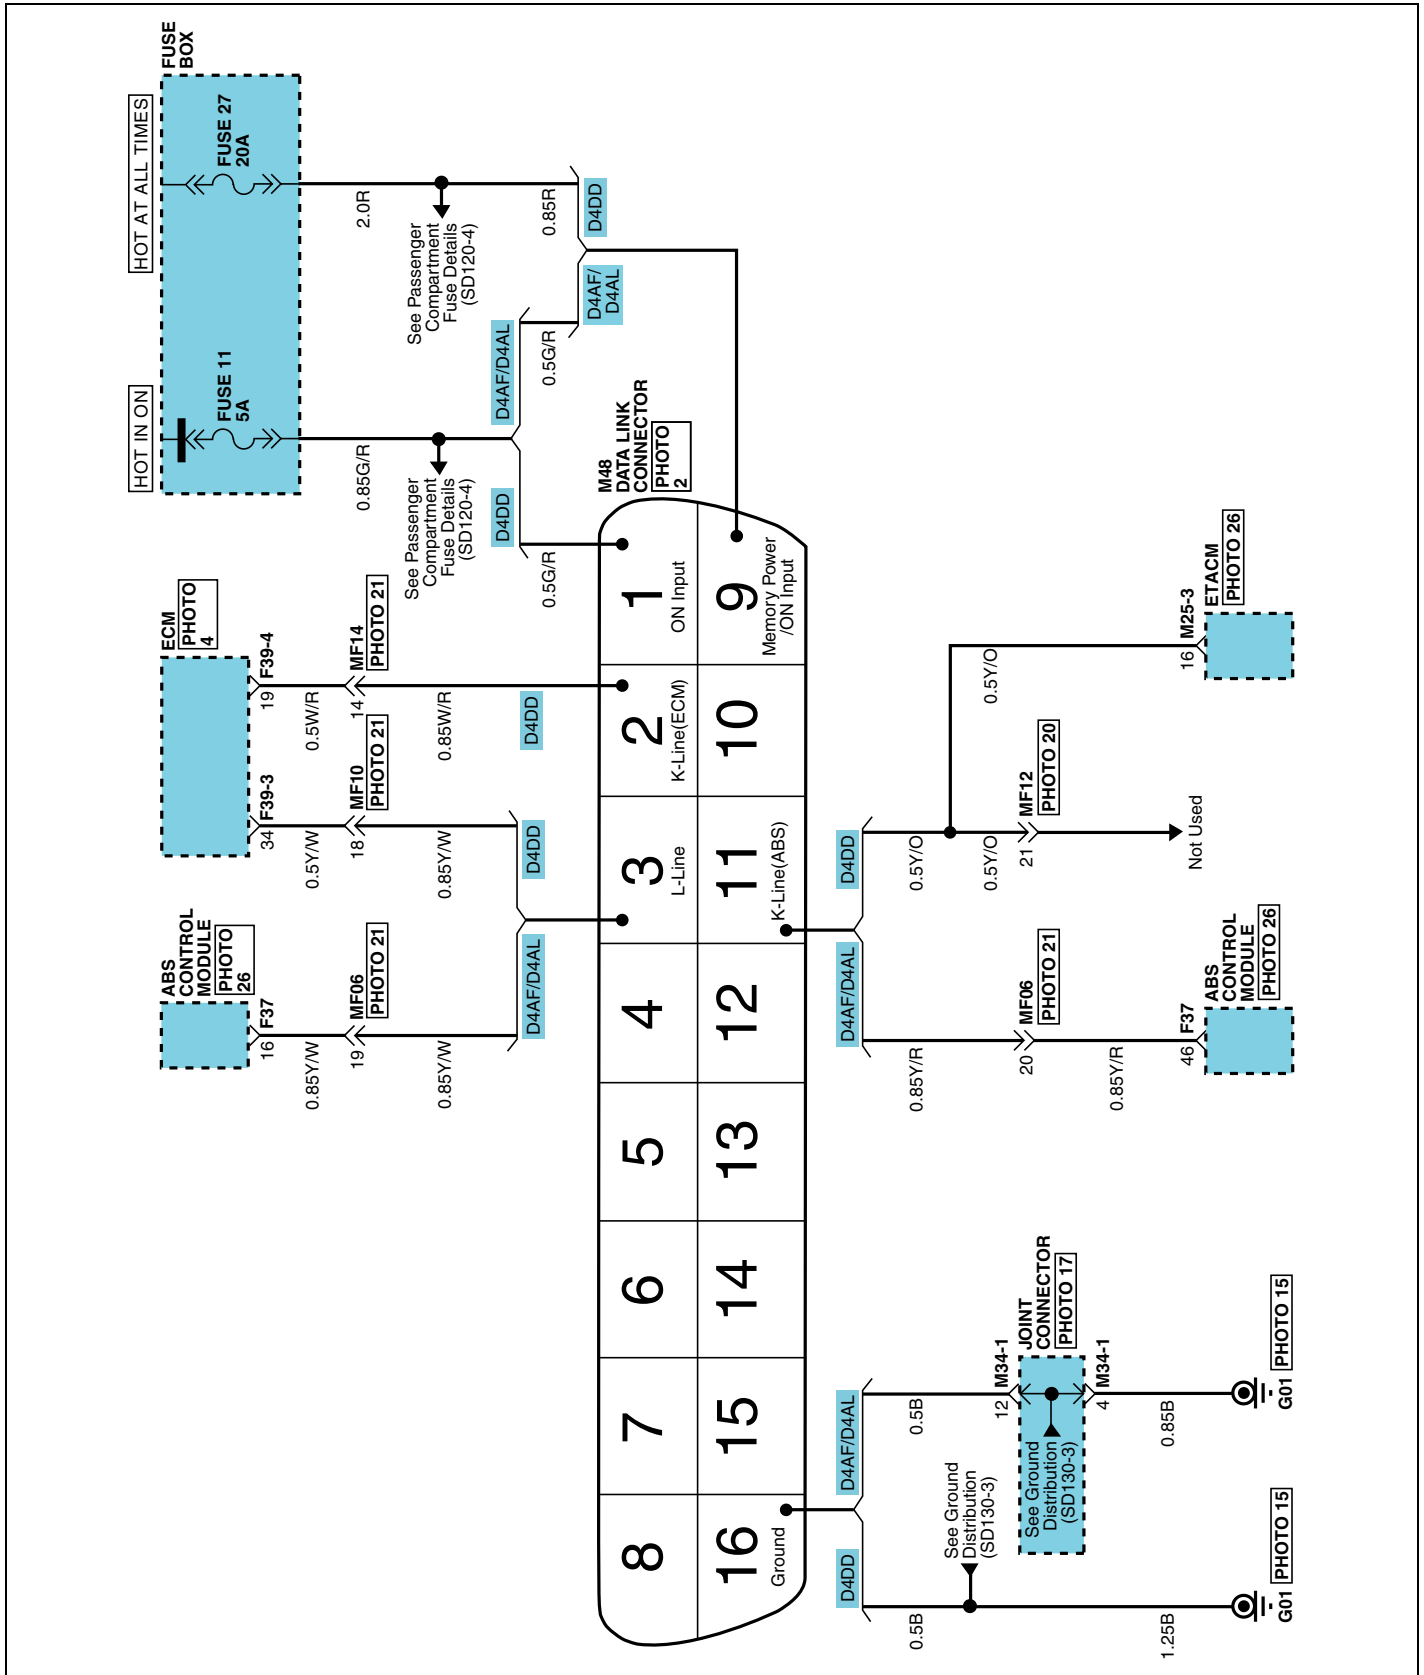 HOT AT ALL TIMES
FUSE
BOX
FUSE 27
20A
HOT IN ON
FUSE 11
5A
2.0R
See Passenger
Compartment
Fuse Details
(SD120-4)
0.85R
D4DD
D4AF/
D4AL
0.85G/R
See Passenger
Compartment
Fuse Details
(SD120-4)
D4AF/D4AL
0.5G/R
D4DD
0.5G/R
ECM
PHOTO
4
19
F39-4
0.5W/R
14
MF14
PHOTO 21
0.85W/R
D4DD
34
F39-3
0.5Y/W
18
MF10
PHOTO 21
0.85Y/W
D4DD
ABS
CONTROL
MODULE
PHOTO
26
16
F37
0.85Y/W
19
MF06
PHOTO 21
0.85Y/W
D4AF/D4AL
M48
DATA LINK
CONNECTOR
PHOTO
2
1
ON Input
2
K-Line(ECM)
3
L-Line
4
5
6
7
8
9
Memory Power
/ON Input
10
11
K-Line(ABS)
12
13
14
15
16
Ground
D4DD
0.5Y/O
0.5Y/O
0.5Y/O
21
MF12
PHOTO 20
Not Used
16
M25-3
ETACM
PHOTO 26
D4AF/D4AL
0.85Y/R
20
MF06
PHOTO 21
0.85Y/R
46
F37
ABS
CONTROL
MODULE
PHOTO 26
D4AF/D4AL
0.5B
12
M34-1
JOINT
CONNECTOR
PHOTO 17
See Ground
Distribution
(SD130-3)
4
M34-1
0.85B
G01
PHOTO 15
D4DD
0.5B
See Ground
Distribution
(SD130-3)
1.25B
G01
PHOTO 15